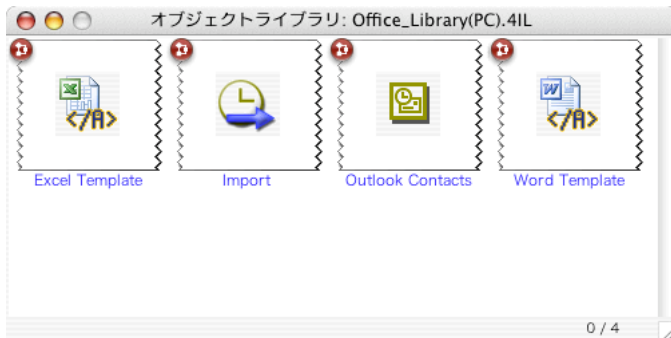 オブジェクトライブラリ: Office_Library(PC).4IL
</A>
</A>
Excel Template
Import
Outlook Contacts
Word Template
0 / 4